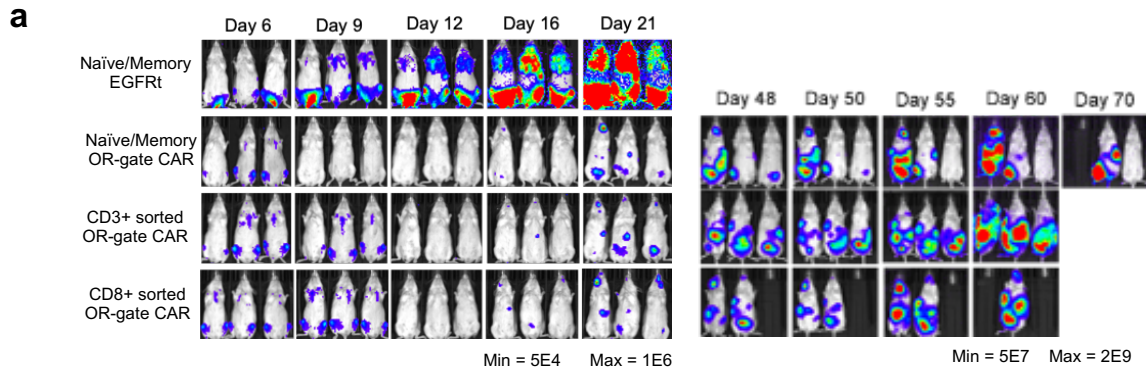 a
Day 6 Day 9 Day 12 Day 16 Day 21
Naïve/Memory
EGFRt
Day 48 Day 50 Day 55 Day 60 Day 70
Naïve/Memory
OR-gate CAR
CD3+ sorted
OR-gate CAR
CD8+ sorted
OR-gate CAR
Min = 5E4 Max = 1E6
Min = 5E7 Max = 2E9